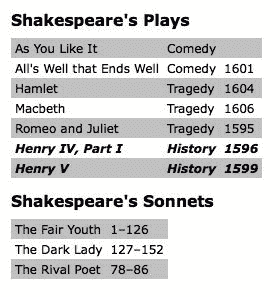 Shakespeare's Plays
As You Like It Comedy
All's Well that Ends Well Comedy 1601
Hamlet Tragedy 1604
Macbeth Tragedy 1606
Romeo and Juliet Tragedy 1595
Henry IV, Part I History 1596
Henry V History 1599
Shakespeare's Sonnets
The Fair Youth 1–126
The Dark Lady 127–152
The Rival Poet 78–86